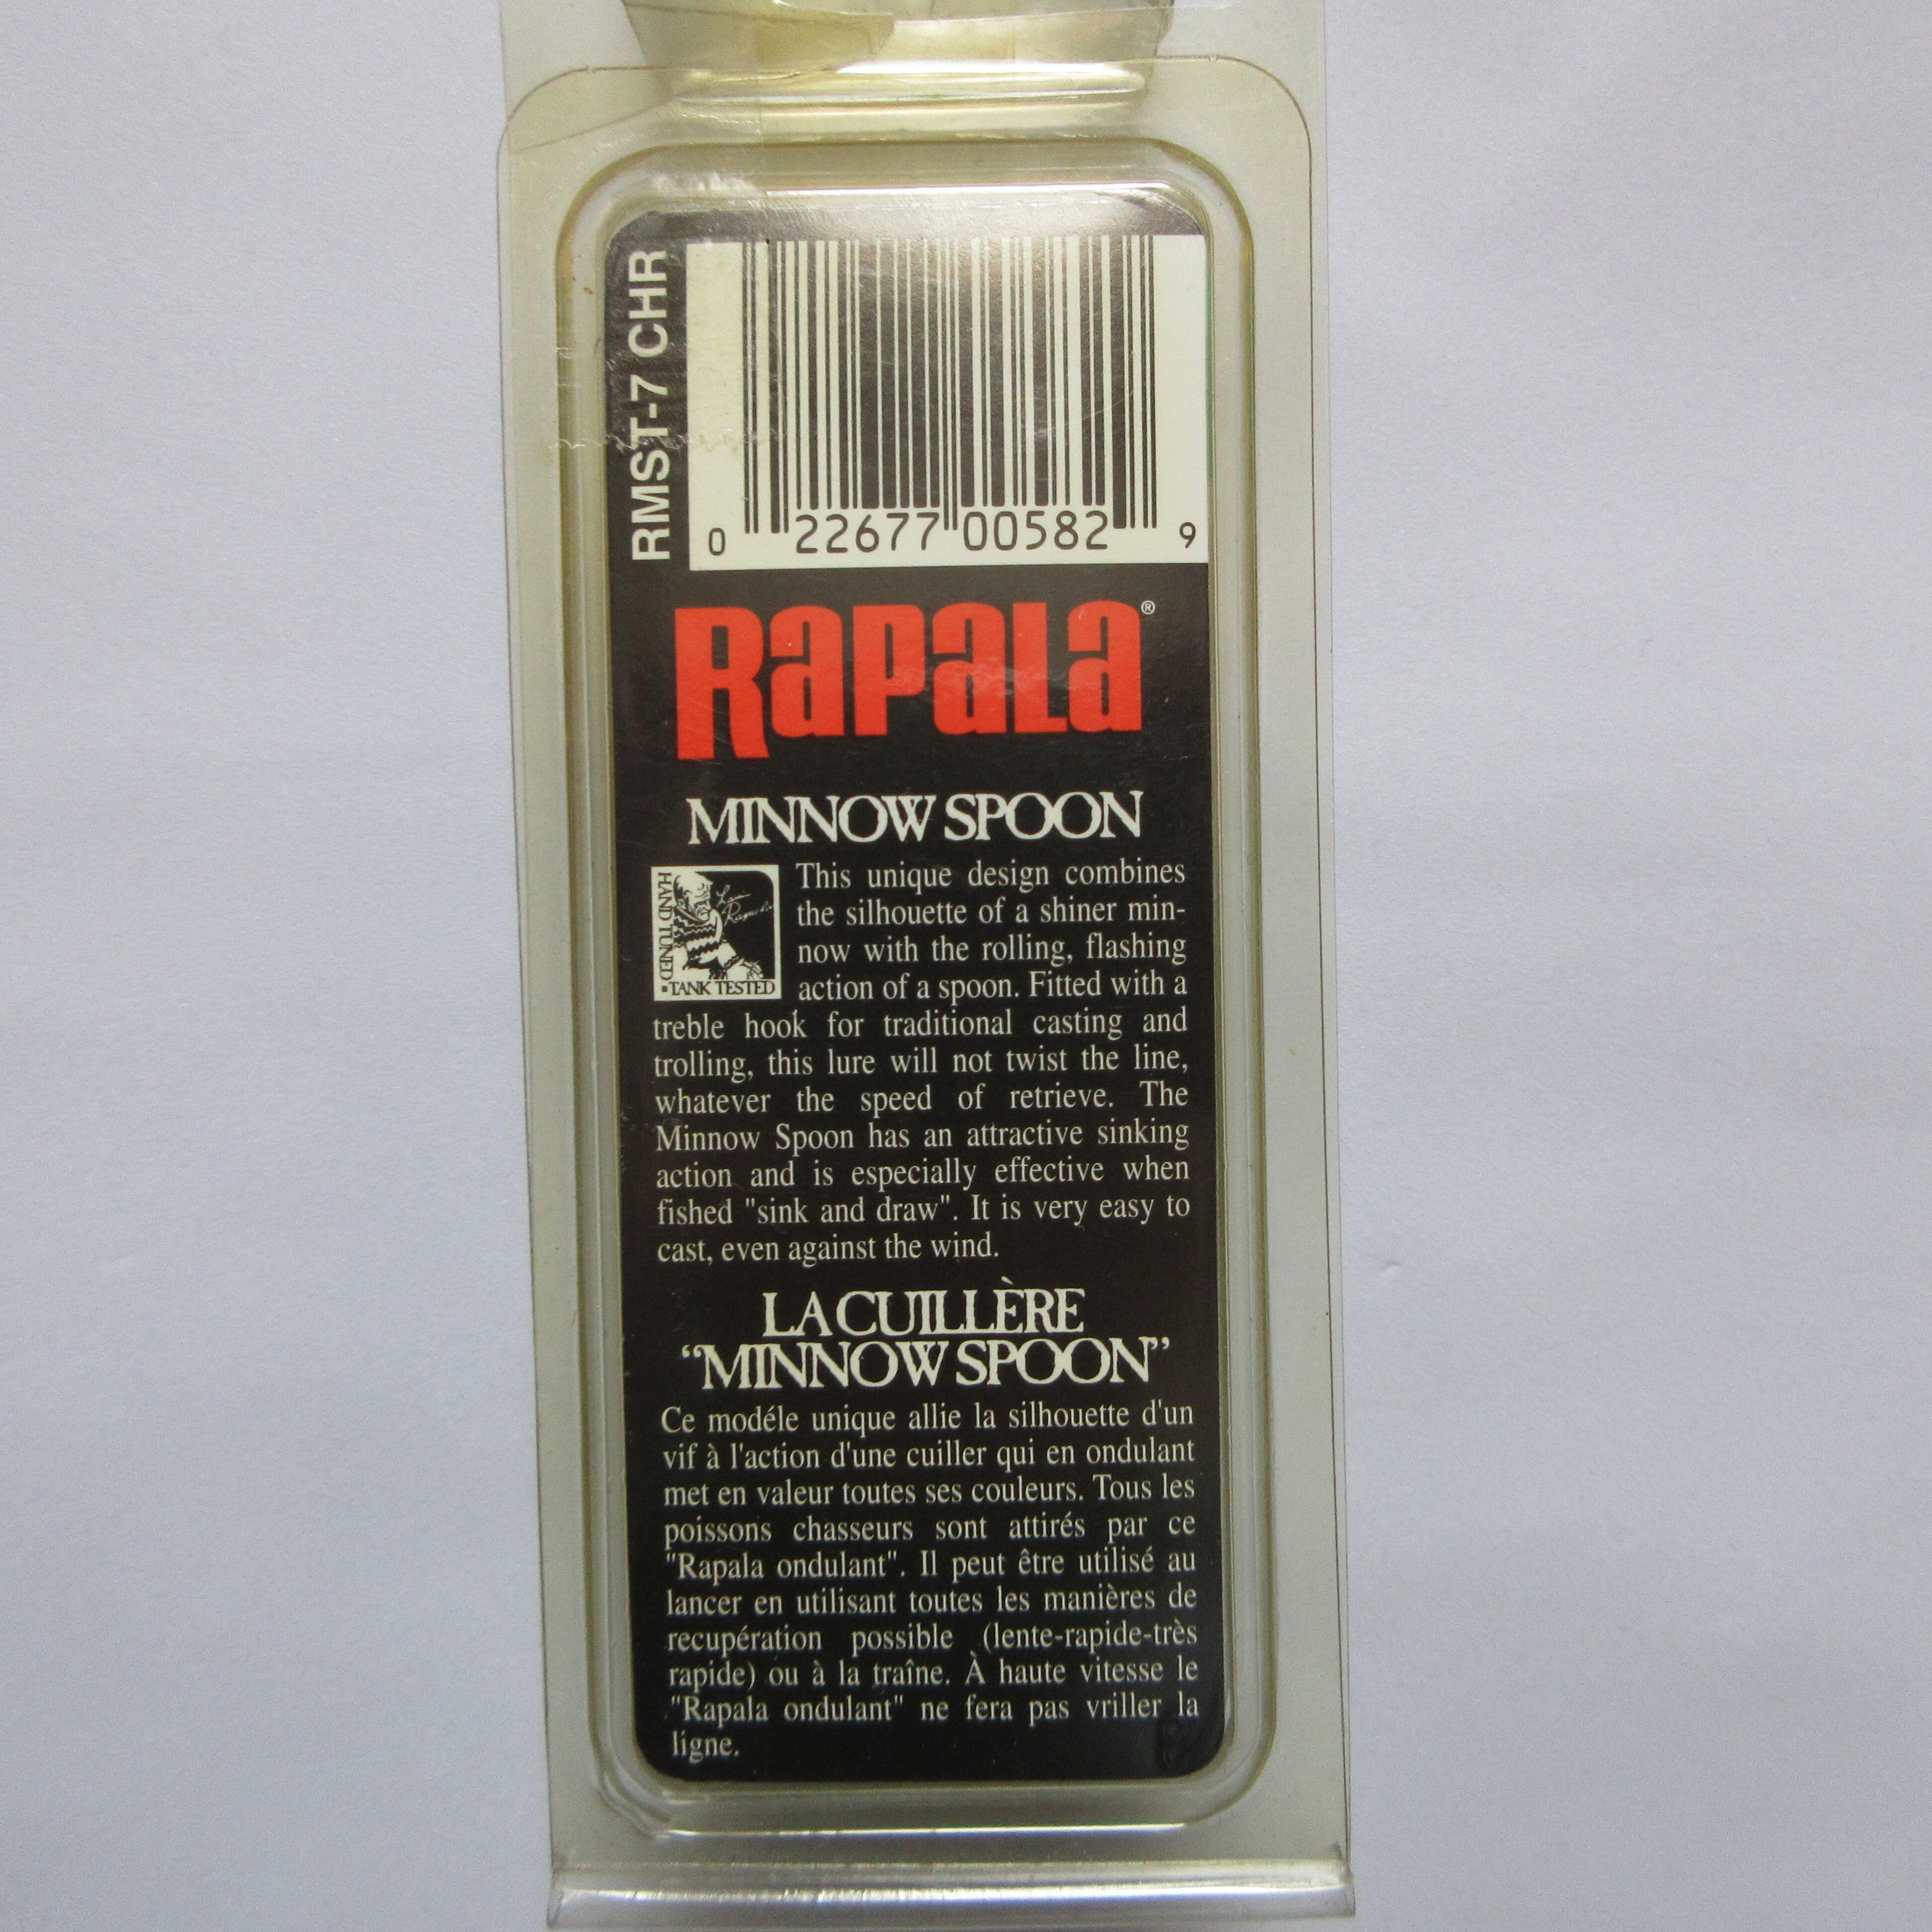 RMST-7 CHR
0 22677 00582 9
RAPALA®
MINNOW SPOON
HAND TUNED
▪TANK TESTED
This unique design combines
the silhouette of a shiner min-
now with the rolling, flashing
action of a spoon. Fitted with a
treble hook for traditional casting and
trolling, this lure will not twist the line,
whatever the speed of retrieve. The
Minnow Spoon has an attractive sinking
action and is especially effective when
fished "sink and draw". It is very easy to
cast, even against the wind.
LA CUILLÈRE
“MINNOW SPOON”
Ce modéle unique allie la silhouette d'un
vif à l'action d'une cuiller qui en ondulant
met en valeur toutes ses couleurs. Tous les
poissons chasseurs sont attirés par ce
"Rapala ondulant". Il peut être utilisé au
lancer en utilisant toutes les manières de
recupération possible (lente-rapide-très
rapide) ou à la traîne. À haute vitesse le
"Rapala ondulant" ne fera pas vriller la
ligne.